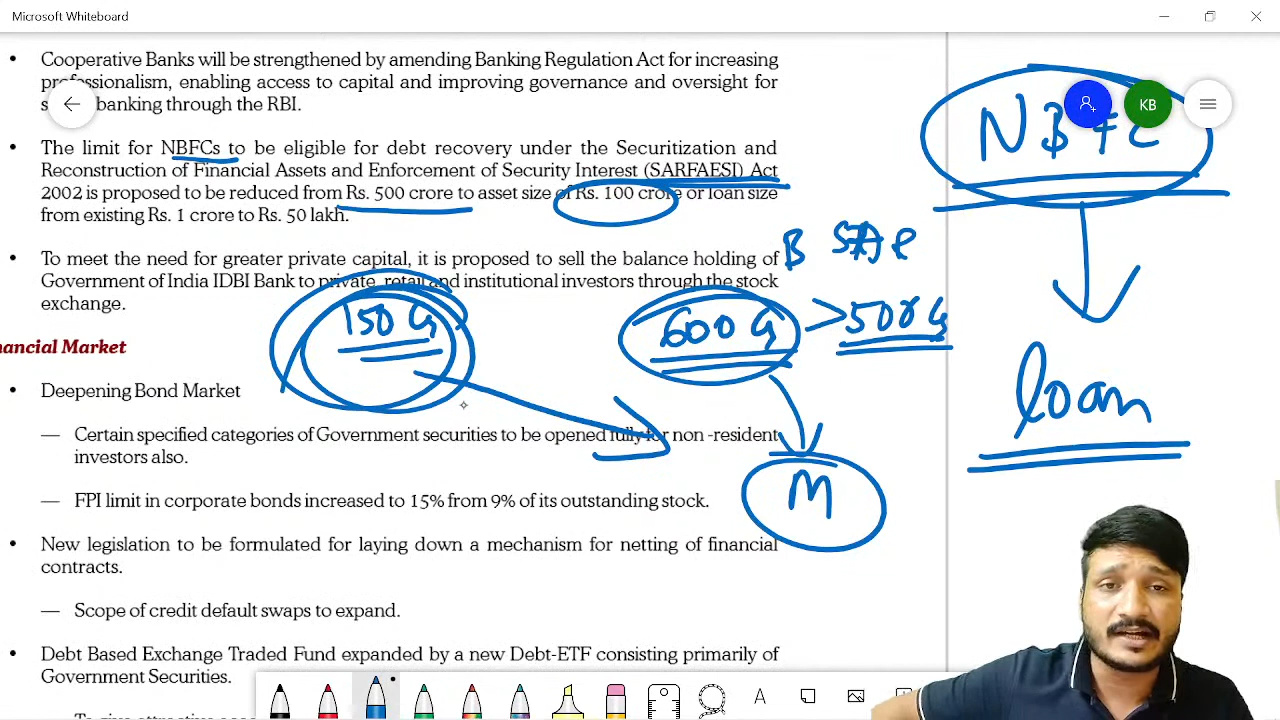 Microsoft Whiteboard
Cooperative Banks will be strengthened by amending Banking Regulation Act for increasing
professionalism, enabling access to capital and improving governance and oversight for
banking through the RBI.
The limit for NBFCs to be eligible for debt recovery under the Securitization and
Reconstruction of Financial Assets and Enforcement of Security Interest (SARFAESI) Act
2002 is proposed to be reduced from Rs. 500 crore to asset size of Rs. 100 crore or loan size
from existing Rs. 1 crore to Rs. 50 lakh.
To meet the need for greater private capital, it is proposed to sell the balance holding of
Government of India IDBI Bank to private, retail and institutional investors through the stock
exchange.
nancial Market
Deepening Bond Market
— Certain specified categories of Government securities to be opened fully for non -resident
investors also.
— FPI limit in corporate bonds increased to 15% from 9% of its outstanding stock.
New legislation to be formulated for laying down a mechanism for netting of financial
contracts.
— Scope of credit default swaps to expand.
Debt Based Exchange Traded Fund expanded by a new Debt-ETF consisting primarily of
Government Securities.
NBFC
KB
B
150 Cr
600 Cr > 500 Cr
loan
M
A